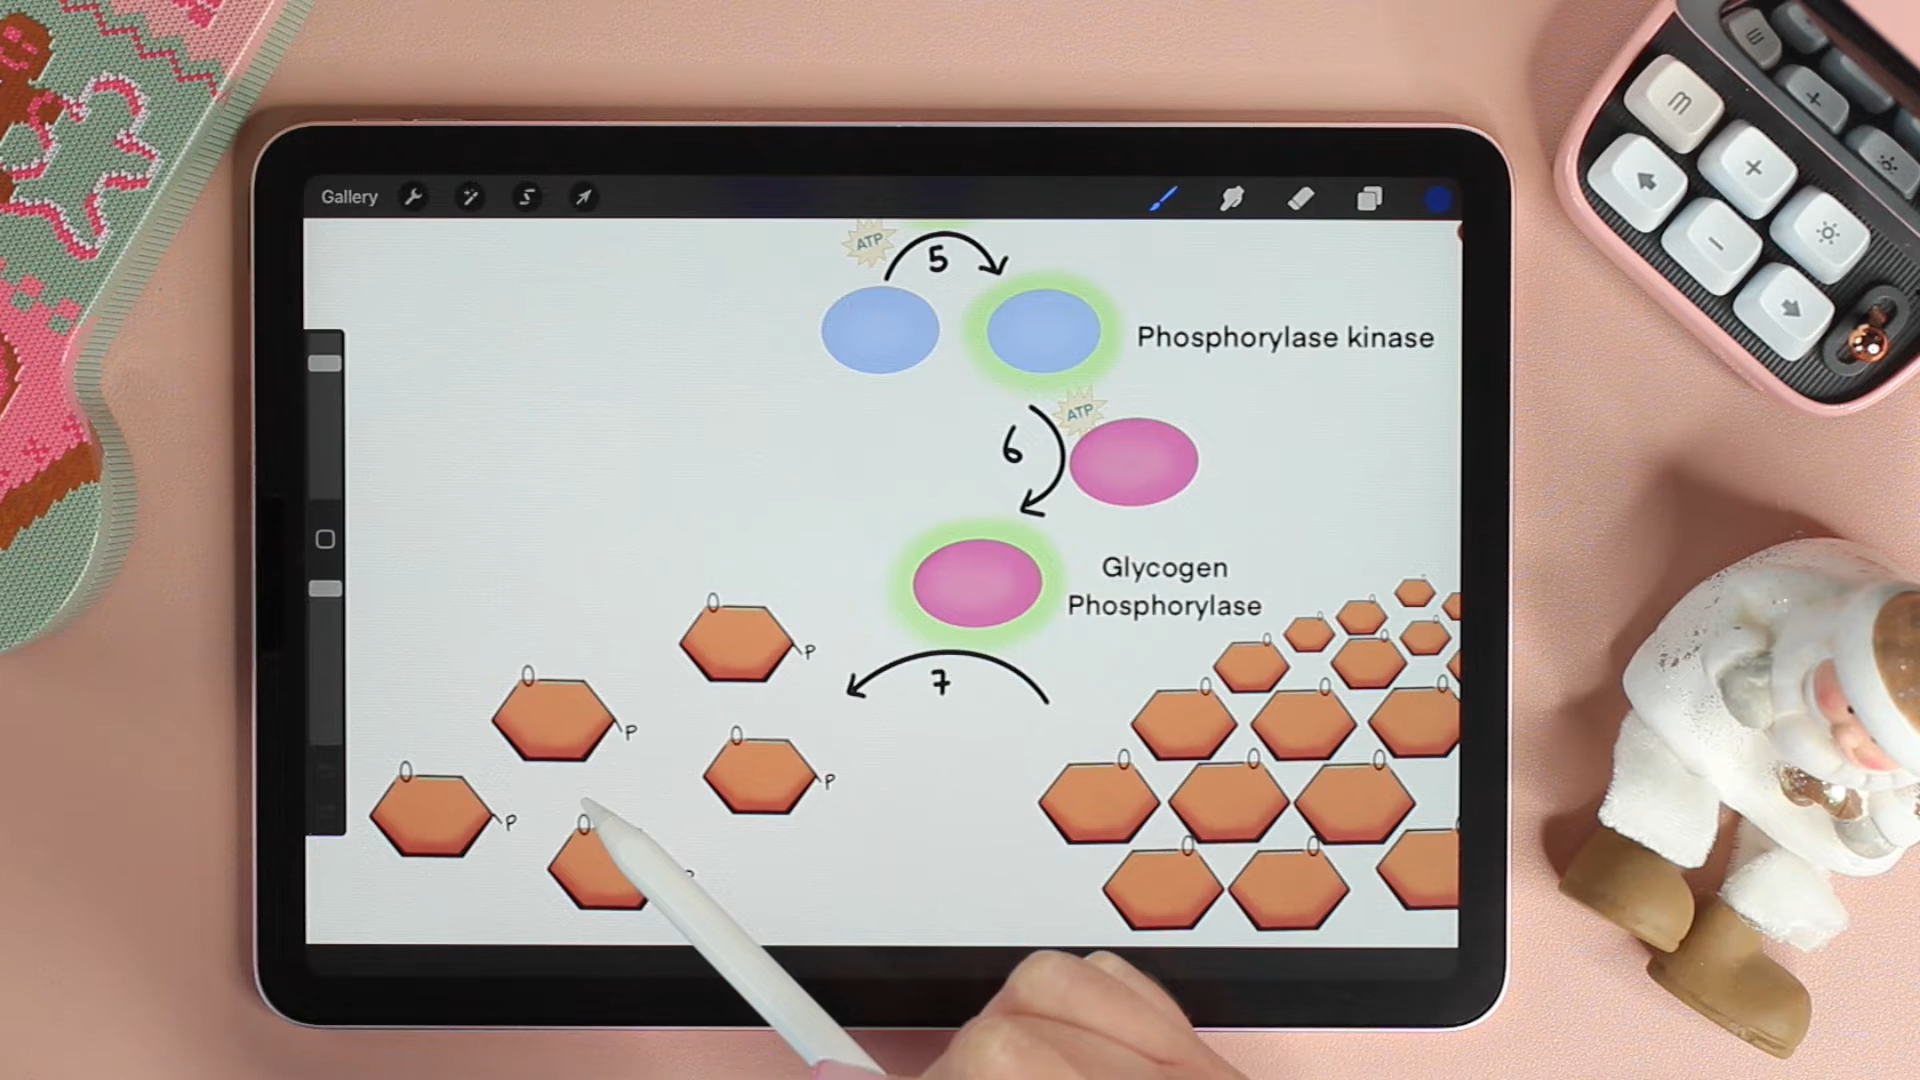 Gallery
ATP
5
Phosphorylase kinase
ATP
6
Glycogen
Phosphorylase
7
P
P
P
P
m
+
−